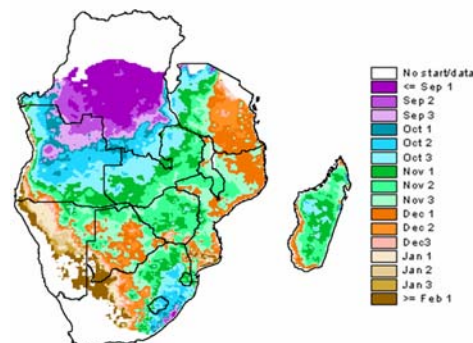 No start/data
<= Sep 1
Sep 2
Sep 3
Oct 1
Oct 2
Oct 3
Nov 1
Nov 2
Nov 3
Dec 1
Dec 2
Dec3
Jan 1
Jan 2
Jan 3
>= Feb 1